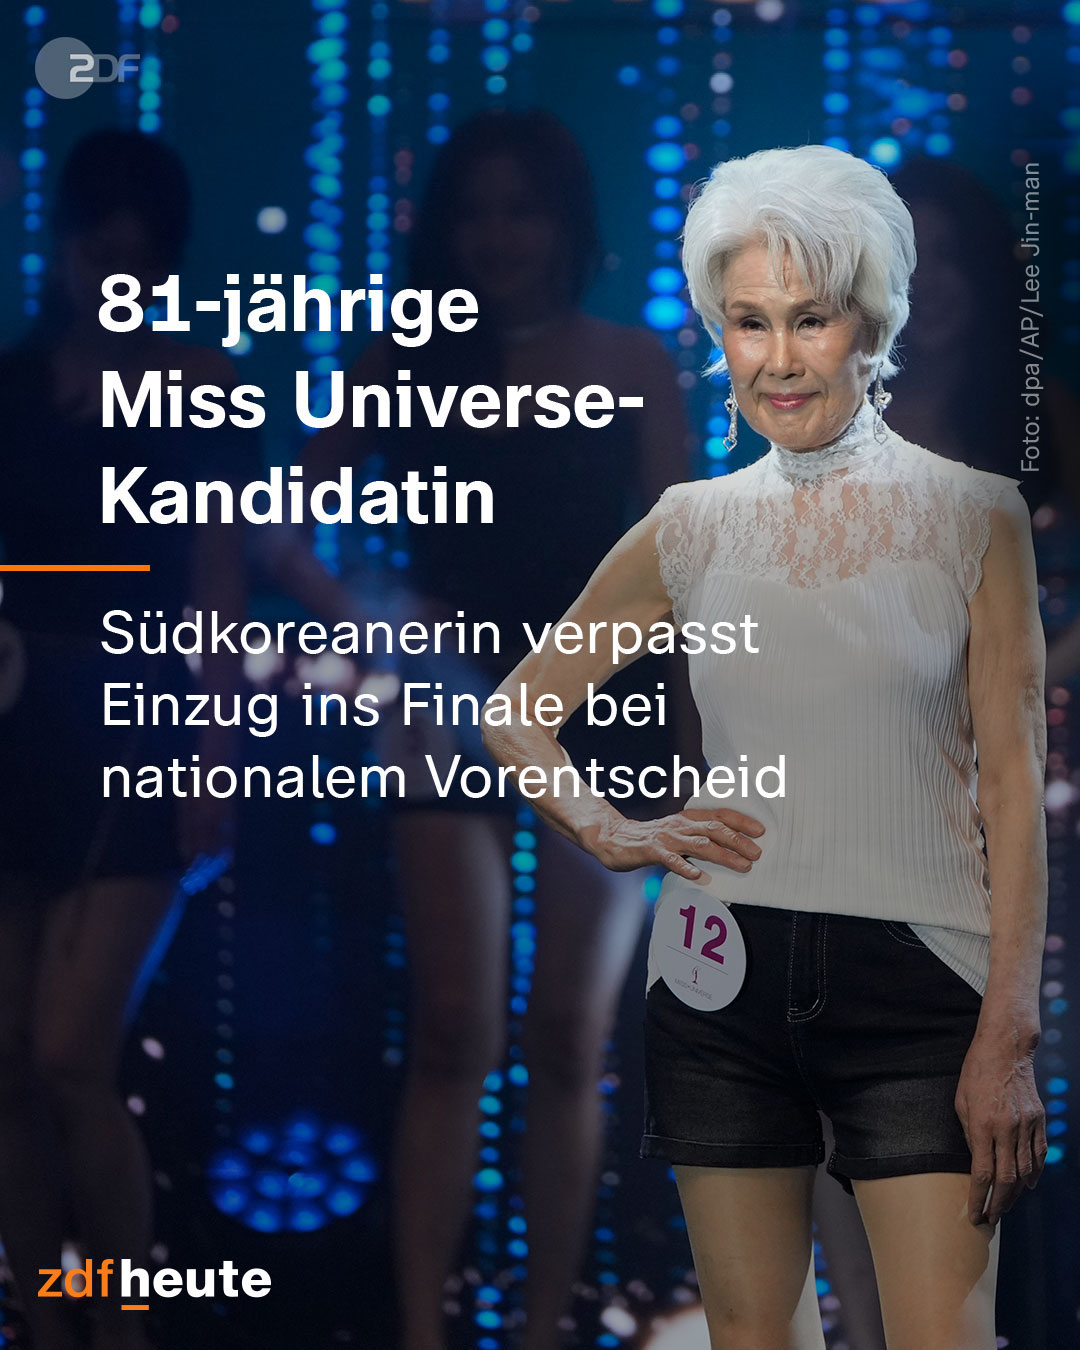 ZDF
81-jährige
Miss Universe-
Kandidatin
Südkoreanerin verpasst
Einzug ins Finale bei
nationalem Vorentscheid
Foto: dpa/AP/Lee Jin-man
12
zdfheute